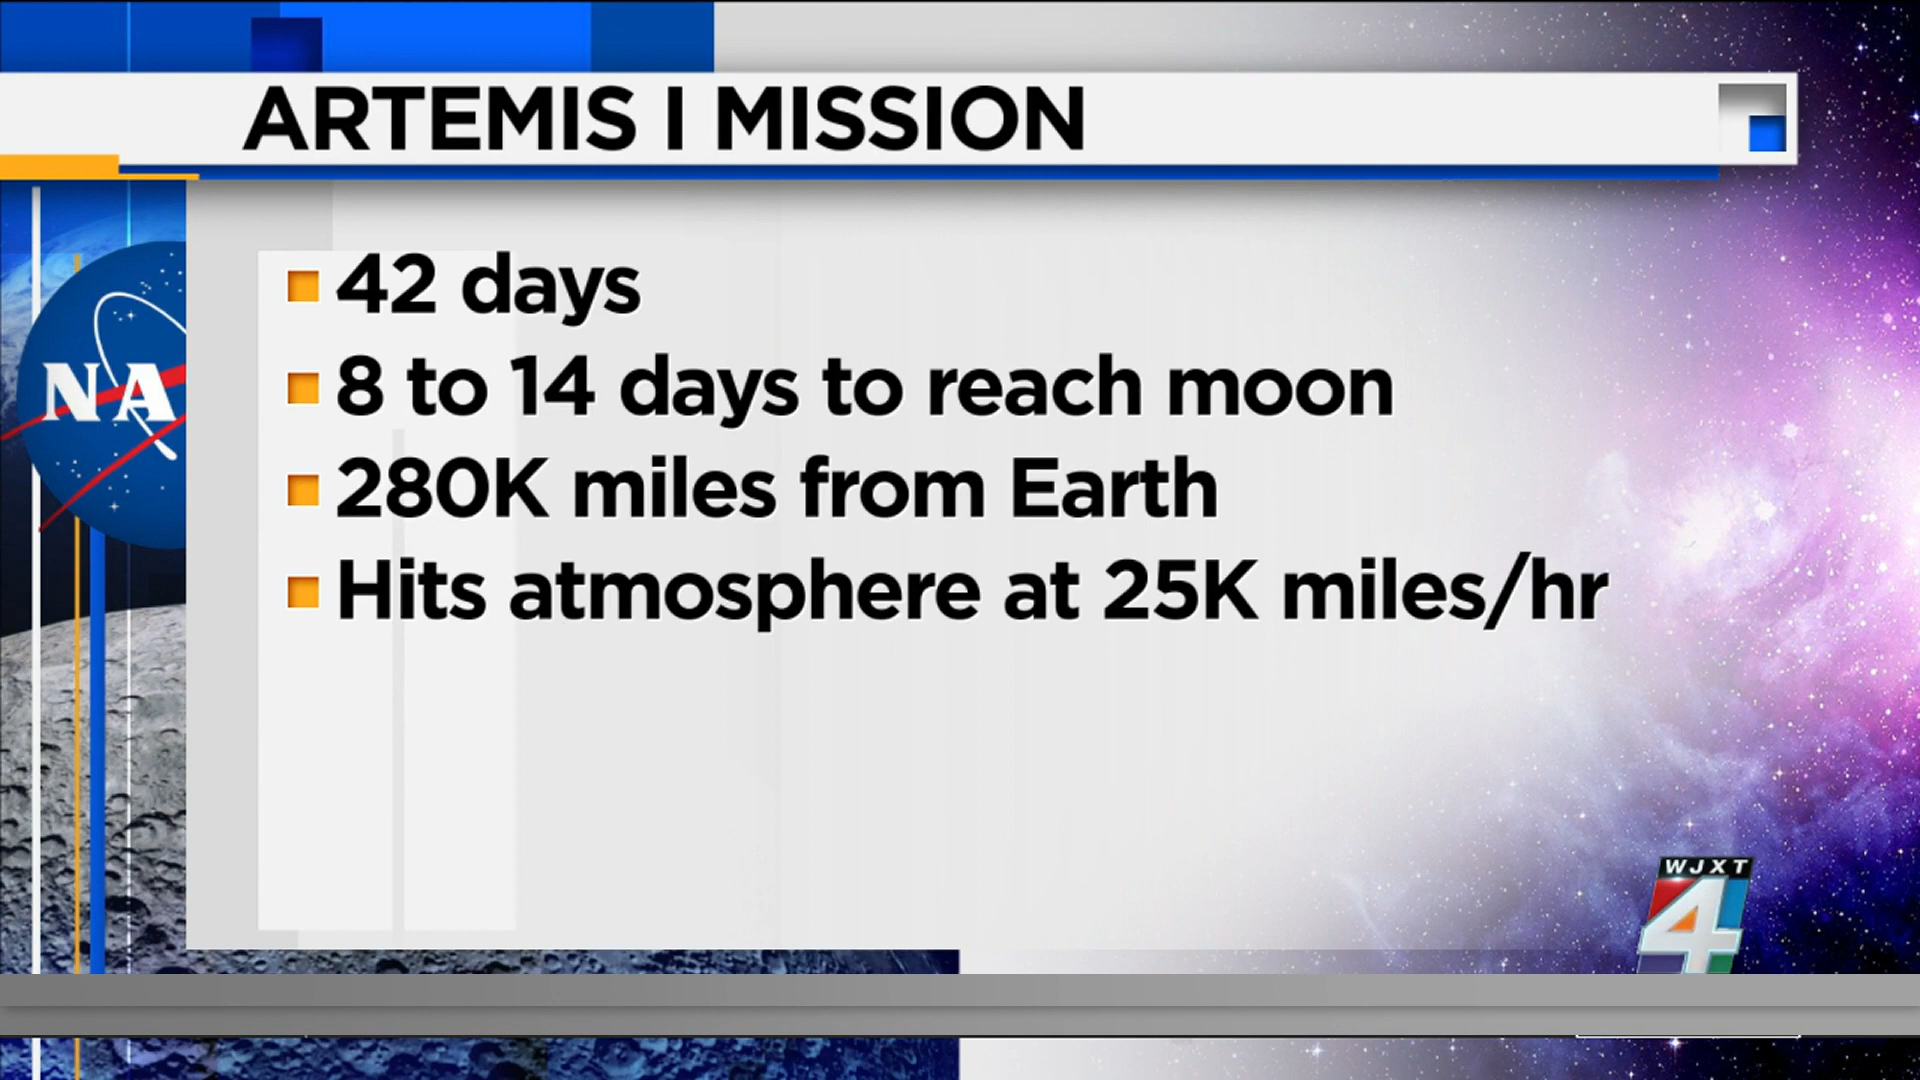 ARTEMIS I MISSION
42 days
8 to 14 days to reach moon
280K miles from Earth
Hits atmosphere at 25K miles/hr
NA
WJXT
4